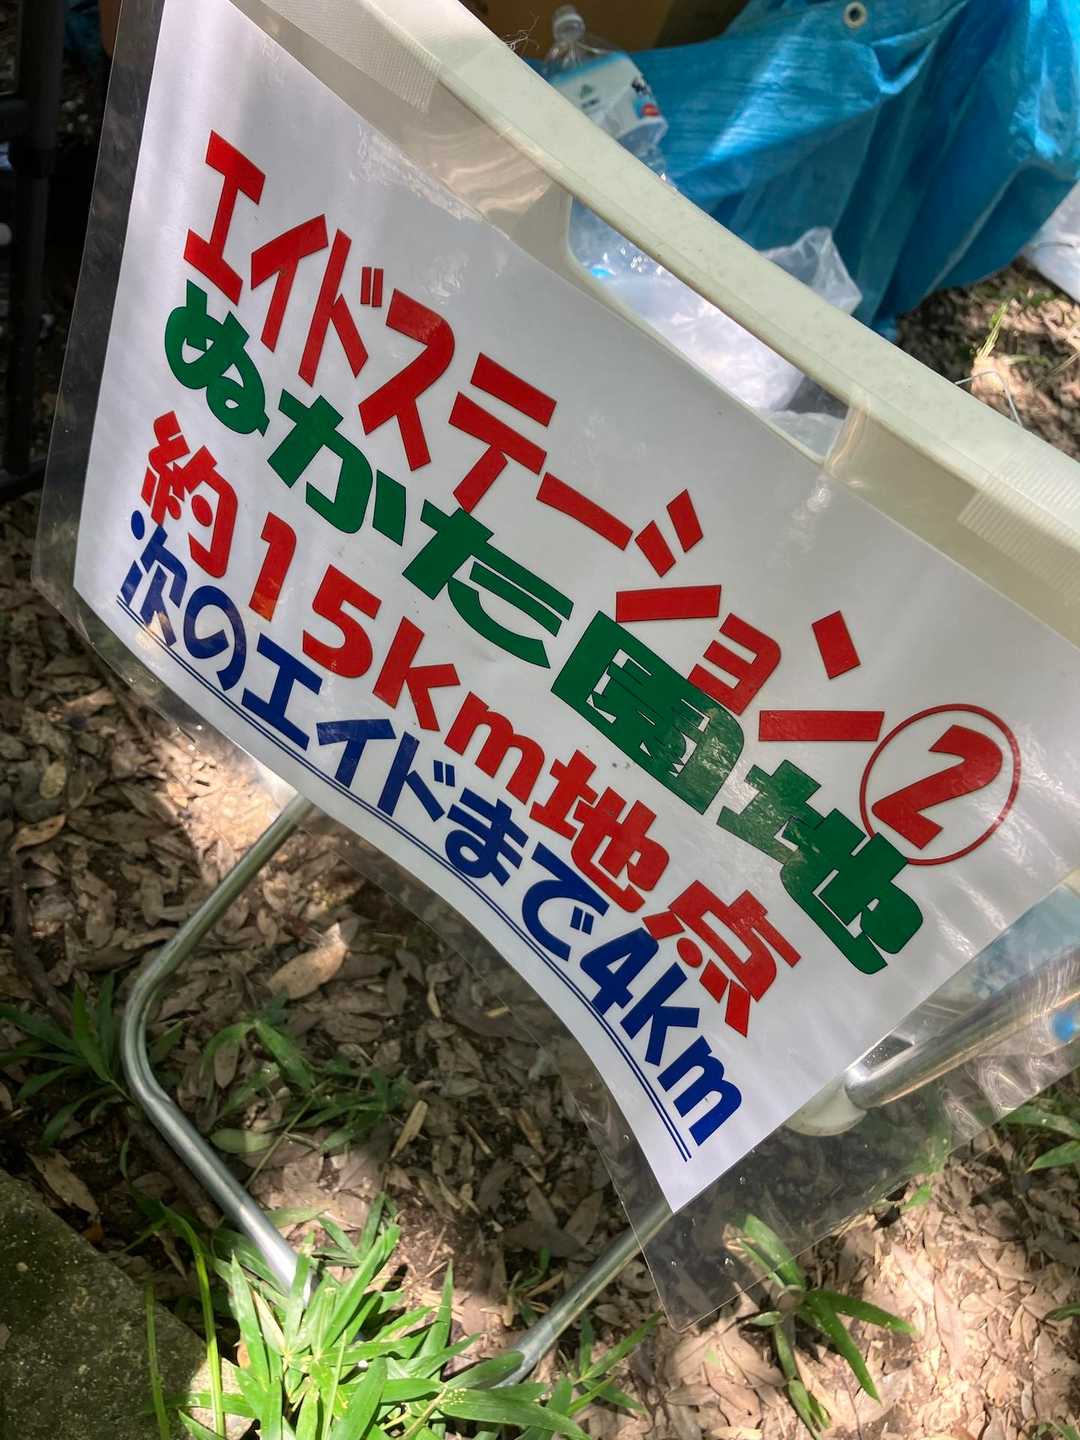 エイドステーション②
ぬかた園地
約15km地点
次のエイドまで4km